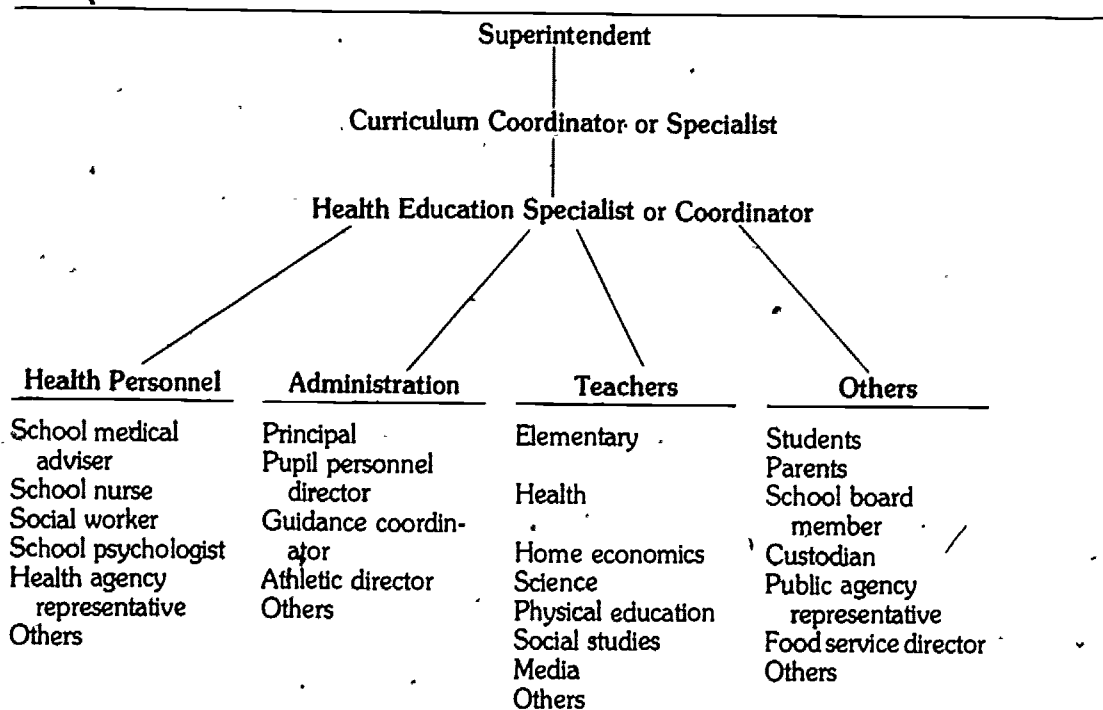 Superintendent
Curriculum Coordinator or Specialist
Health Education Specialist or Coordinator
Health Personnel
School medical
adviser
School nurse
Social worker
School psychologist
Health agency
representative
Others
Administration
Principal
Pupil personnel
director
Guidance coordin-
ator
Athletic director
Others
Teachers
Elementary
Health
Home economics
Science
Physical education
Social studies
Media
Others
Others
Students
Parents
School board
member
Custodian
Public agency
representative
Food service director
Others